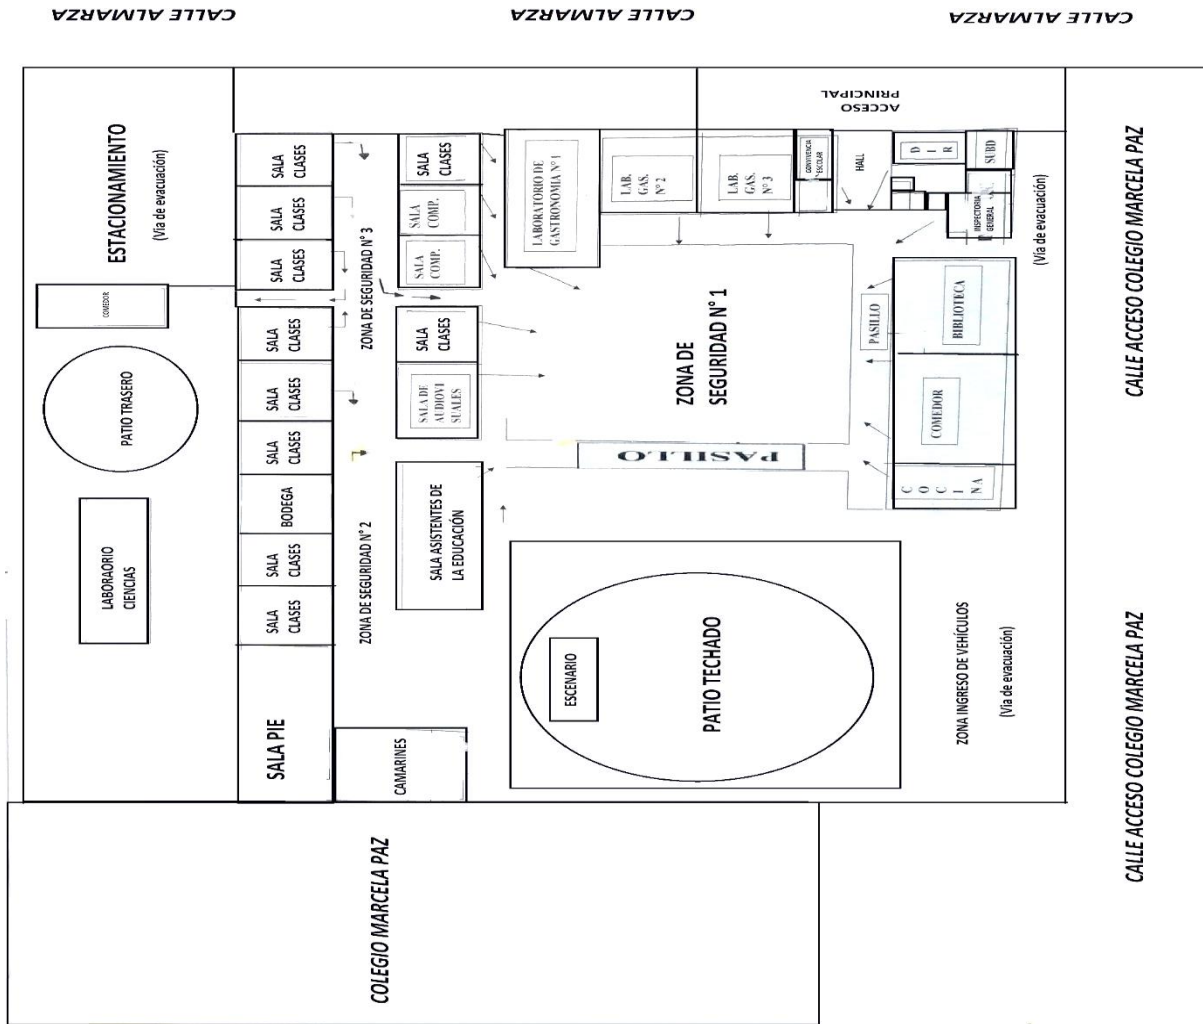 CALLE ALMARZA
CALLE ALMARZA
CALLE ALMARZA
ACCESO
PRINCIPAL
ESTACIONAMIENTO
(Vía de evacuación)
COMEDOR
PATIO TRASERO
LABORAORIO
CIENCIAS
SALA
CLASES
SALA
CLASES
SALA
CLASES
SALA
CLASES
SALA
CLASES
SALA
CLASES
BODEGA
SALA
CLASES
SALA
CLASES
SALA PIE
ZONA DE SEGURIDAD N° 3
ZONA DE SEGURIDAD N° 2
CAMARINES
SALA
CLASES
SALA
COMP.
SALA
COMP.
SALA
CLASES
SALA DE
AUDIOVI
SUALES
SALA ASISTENTES DE
LA EDUCACIÓN
LABORATORIO DE
GASTRONOMIA N° 1
LAB.
GAS.
N° 2
LAB.
GAS.
N° 3
CONVIVENCIA
ESCOLAR
HALL
D I R
SUBD
INSPECTORIA
GENERAL
(Vía de evacuación)
ZONA DE
SEGURIDAD N° 1
PASILLO
BIBLIOTECA
COMEDOR
C O C I NA
PASILLO
ESCENARIO
PATIO TECHADO
ZONA INGRESO DE VEHÍCULOS
(Vía de evacuación)
COLEGIO MARCELA PAZ
CALLE ACCESO COLEGIO MARCELA PAZ
CALLE ACCESO COLEGIO MARCELA PAZ